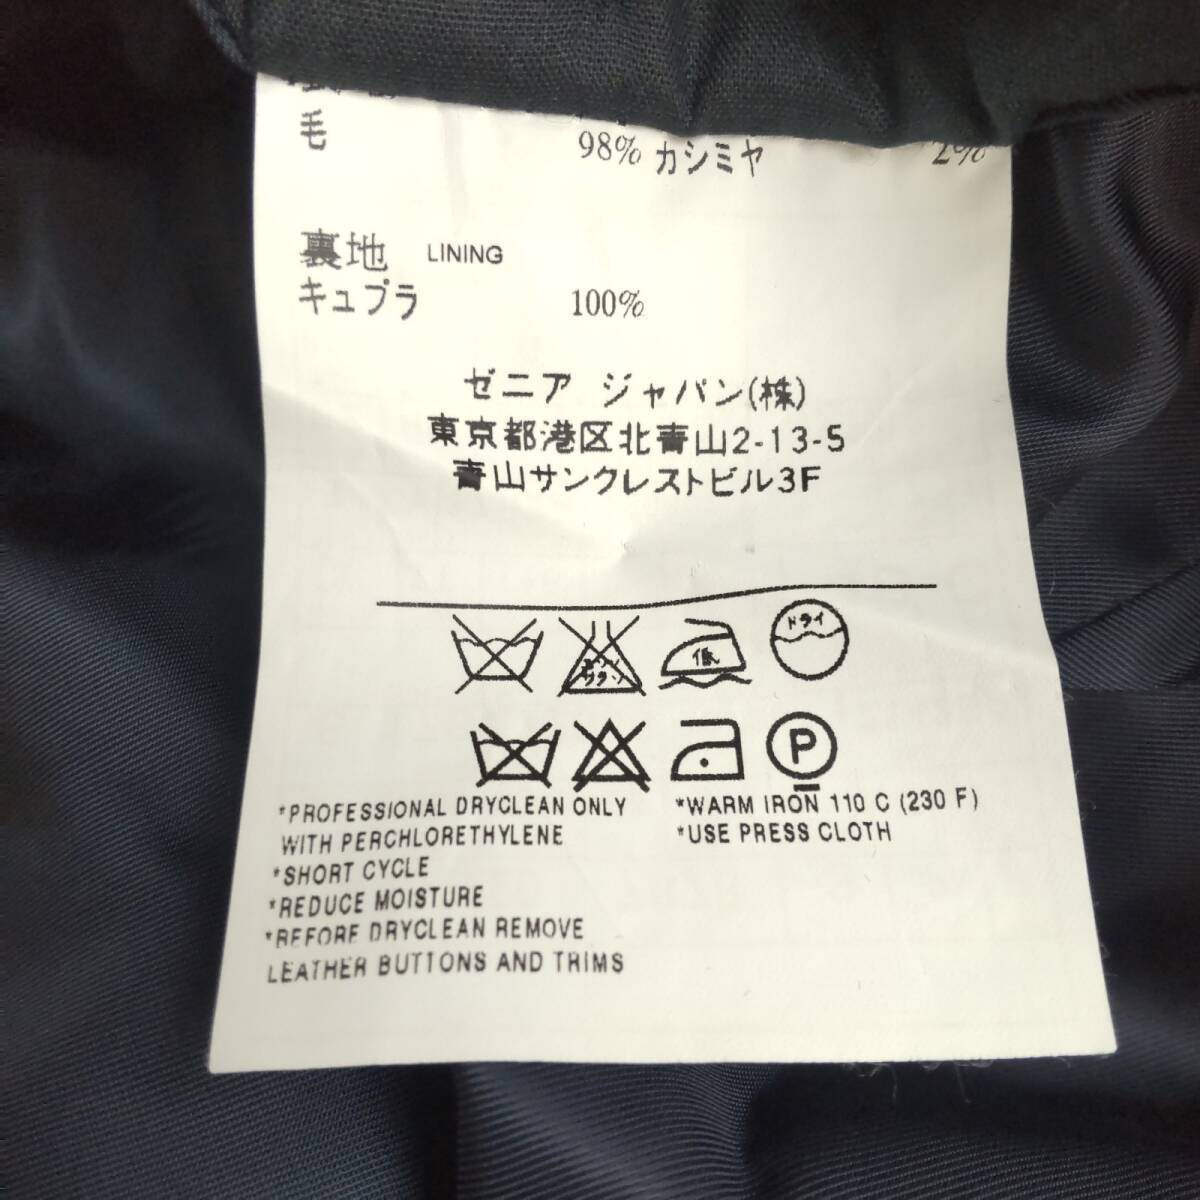 毛 98% カシミヤ 2%
裏地 LINING
キュプラ 100%
ゼニア ジャパン(株)
東京都港区北青山2-13-5
青山サンクレストビル3F
低 ドライ
P
*PROFESSIONAL DRYCLEAN ONLY
WITH PERCHLORETHYLENE
*SHORT CYCLE
*REDUCE MOISTURE
*BEFORE DRYCLEAN REMOVE
LEATHER BUTTONS AND TRIMS
*WARM IRON 110 C (230 F)
*USE PRESS CLOTH